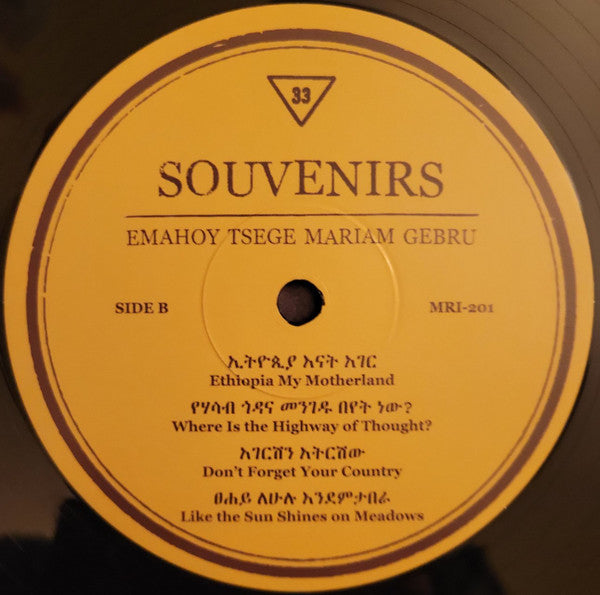 33
SOUVENIRS
EMAHOY TSEGE MARIAM GEBRU
SIDE B
MRI-201
ኢትዮጲያ እናት አገር
Ethiopia My Motherland
የሃሳብ ጎዳና መንገዱ በየት ነው?
Where Is the Highway of Thought?
አገርሽን አትርሽው
Don't Forget Your Country
ፀሐይ ለሁሉ እንደምታበራ
Like the Sun Shines on Meadows